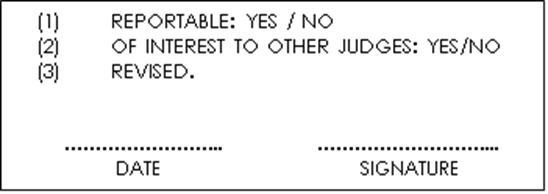 (1) REPORTABLE: YES / NO
(2) OF INTEREST TO OTHER JUDGES: YES/NO
(3) REVISED.
........................... ..............................
DATE SIGNATURE